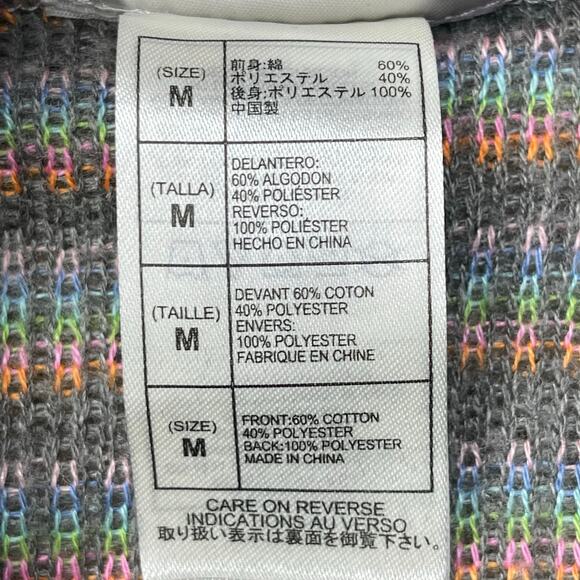 (SIZE)
M
前身:綿 60%
ポリエステル 40%
後身:ポリエステル 100%
中国製
(TALLA)
M
DELANTERO:
60% ALGODON
40% POLIÉSTER
REVERSO:
100% POLIÉSTER
HECHO EN CHINA
(TAILLE)
M
DEVANT 60% COTON
40% POLYESTER
ENVERS:
100% POLYESTER
FABRIQUE EN CHINE
(SIZE)
M
FRONT:60% COTTON
40% POLYESTER
BACK:100% POLYESTER
MADE IN CHINA
CARE ON REVERSE
INDICATIONS AU VERSO
取り扱い表示は裏面を御覧下さい。